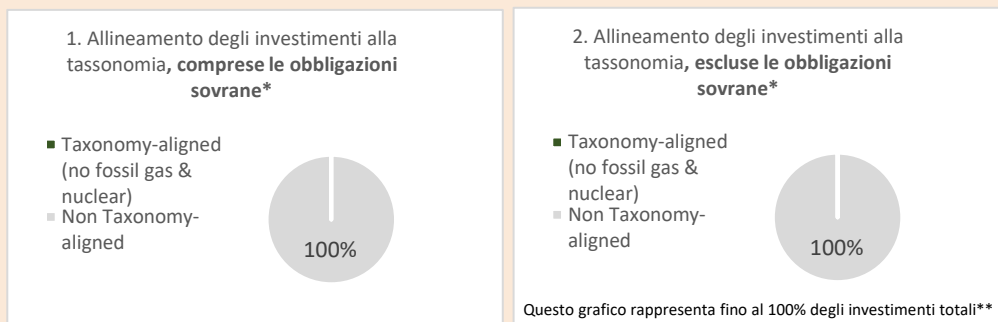 1. Allineamento degli investimenti alla
tassonomia, comprese le obbligazioni
sovrane*
Taxonomy-aligned
(no fossil gas &
nuclear)
Non Taxonomy-
aligned
100%
2. Allineamento degli investimenti alla
tassonomia, escluse le obbligazioni
sovrane*
Taxonomy-aligned
(no fossil gas &
nuclear)
Non Taxonomy-
aligned
100%
Questo grafico rappresenta fino al 100% degli investimenti totali**